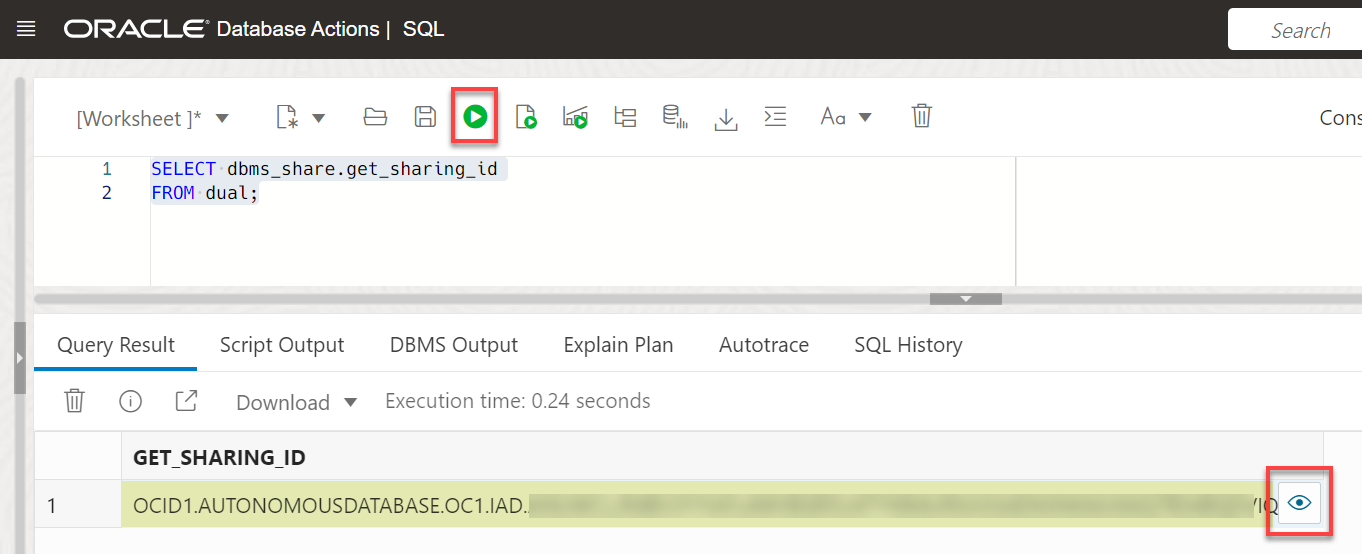 ORACLE® Database Actions | SQL
Search
[Worksheet ]*
Aa
Cons
1 SELECT dbms_share.get_sharing_id
2 FROM dual;
Query Result Script Output DBMS Output Explain Plan Autotrace SQL History
Download Execution time: 0.24 seconds
GET_SHARING_ID
1 OCID1.AUTONOMOUSDATABASE.OC1.IAD. VIQ